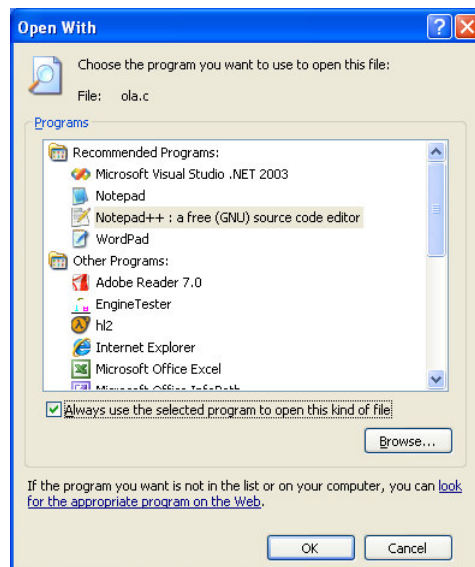 Open With
Choose the program you want to use to open this file:
File: ola.c
Programs
Recommended Programs:
Microsoft Visual Studio .NET 2003
Notepad
Notepad++ : a free (GNU) source code editor
WordPad
Other Programs:
Adobe Reader 7.0
EngineTester
hl2
Internet Explorer
Microsoft Office Excel
Microsoft Office InfoPath
Always use the selected program to open this kind of file
Browse...
If the program you want is not in the list or on your computer, you can look
for the appropriate program on the Web.
OK Cancel